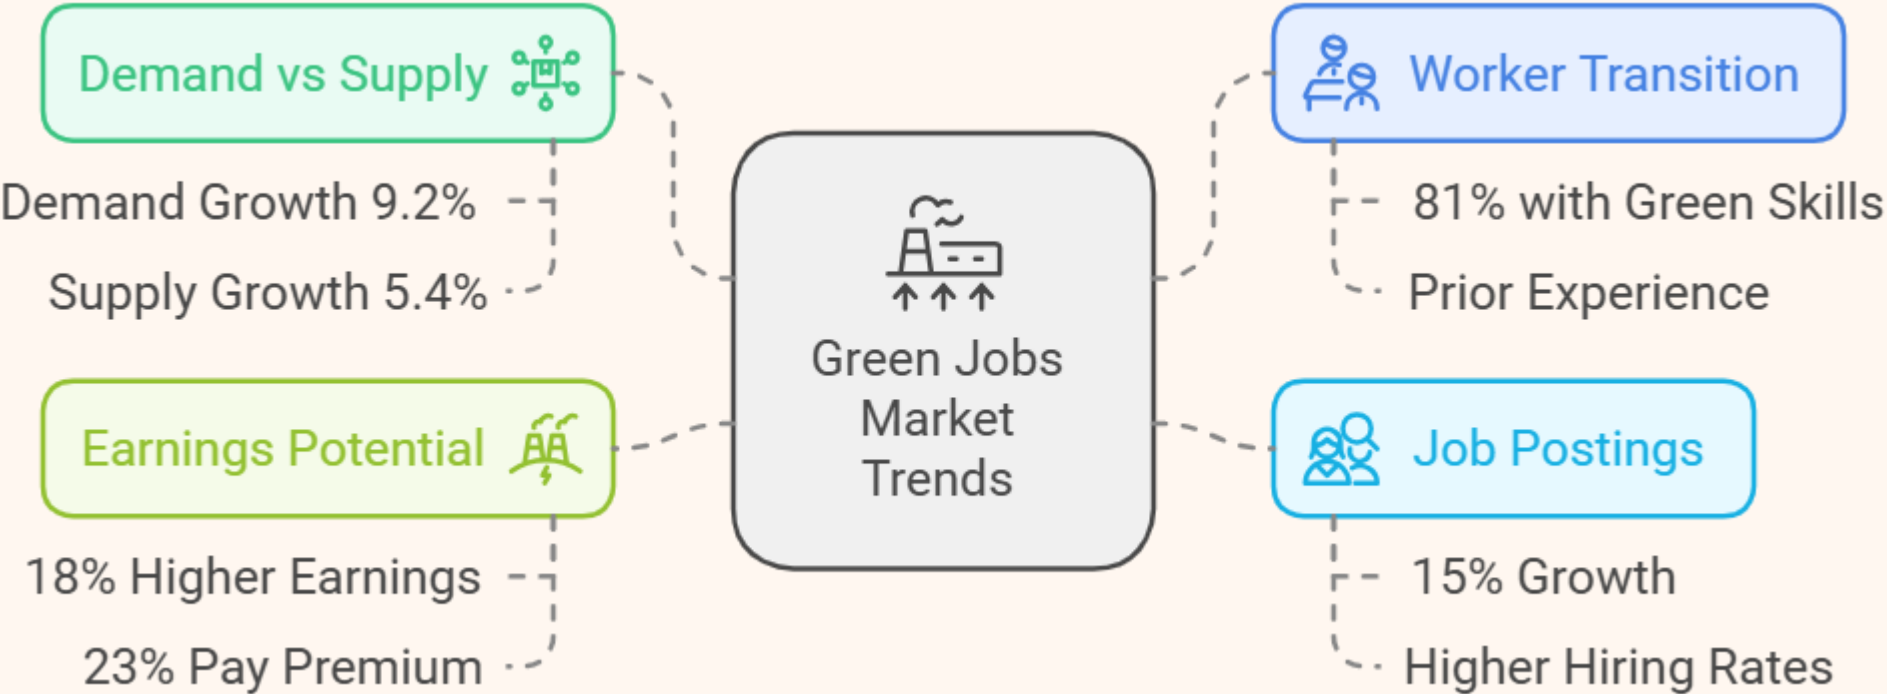 Demand vs Supply
Demand Growth 9.2%
Supply Growth 5.4%
Earnings Potential
18% Higher Earnings
23% Pay Premium
Green Jobs
Market
Trends
Worker Transition
81% with Green Skills
Prior Experience
Job Postings
15% Growth
Higher Hiring Rates